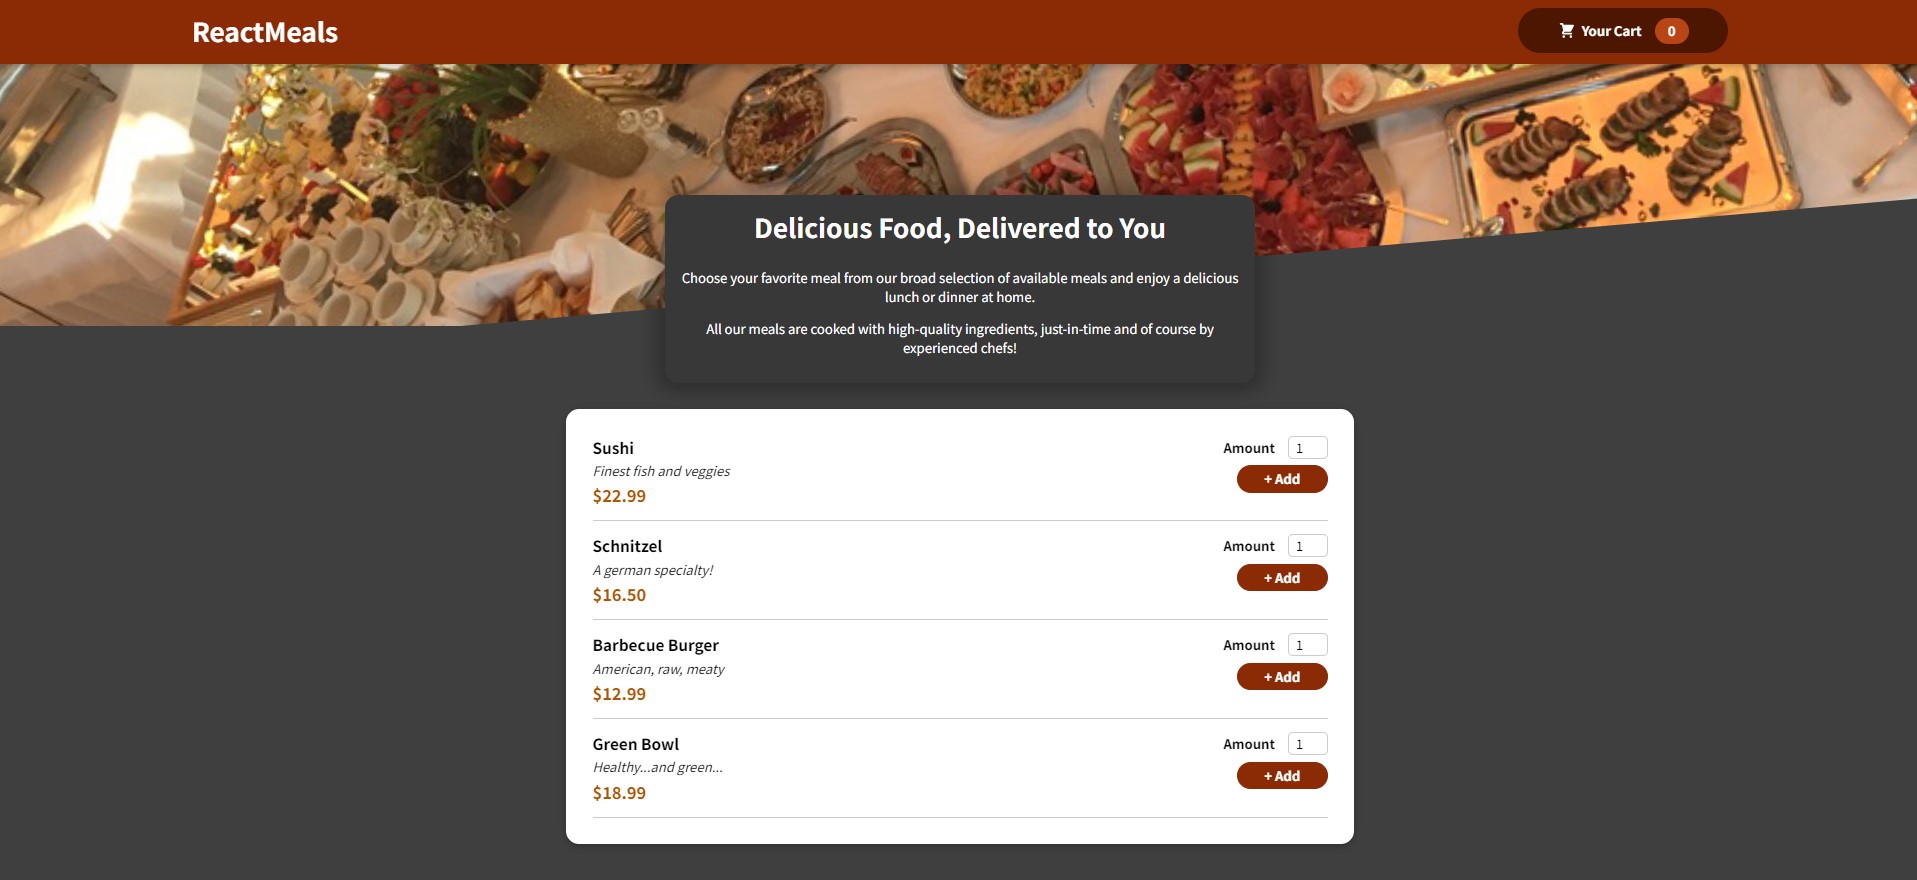 ReactMeals
Your Cart 0
Delicious Food, Delivered to You
Choose your favorite meal from our broad selection of available meals and enjoy a delicious
lunch or dinner at home.
All our meals are cooked with high-quality ingredients, just-in-time and of course by
experienced chefs!
Sushi
Finest fish and veggies
$22.99
Amount 1
+ Add
Schnitzel
A german specialty!
$16.50
Amount 1
+ Add
Barbecue Burger
American, raw, meaty
$12.99
Amount 1
+ Add
Green Bowl
Healthy...and green...
$18.99
Amount 1
+ Add